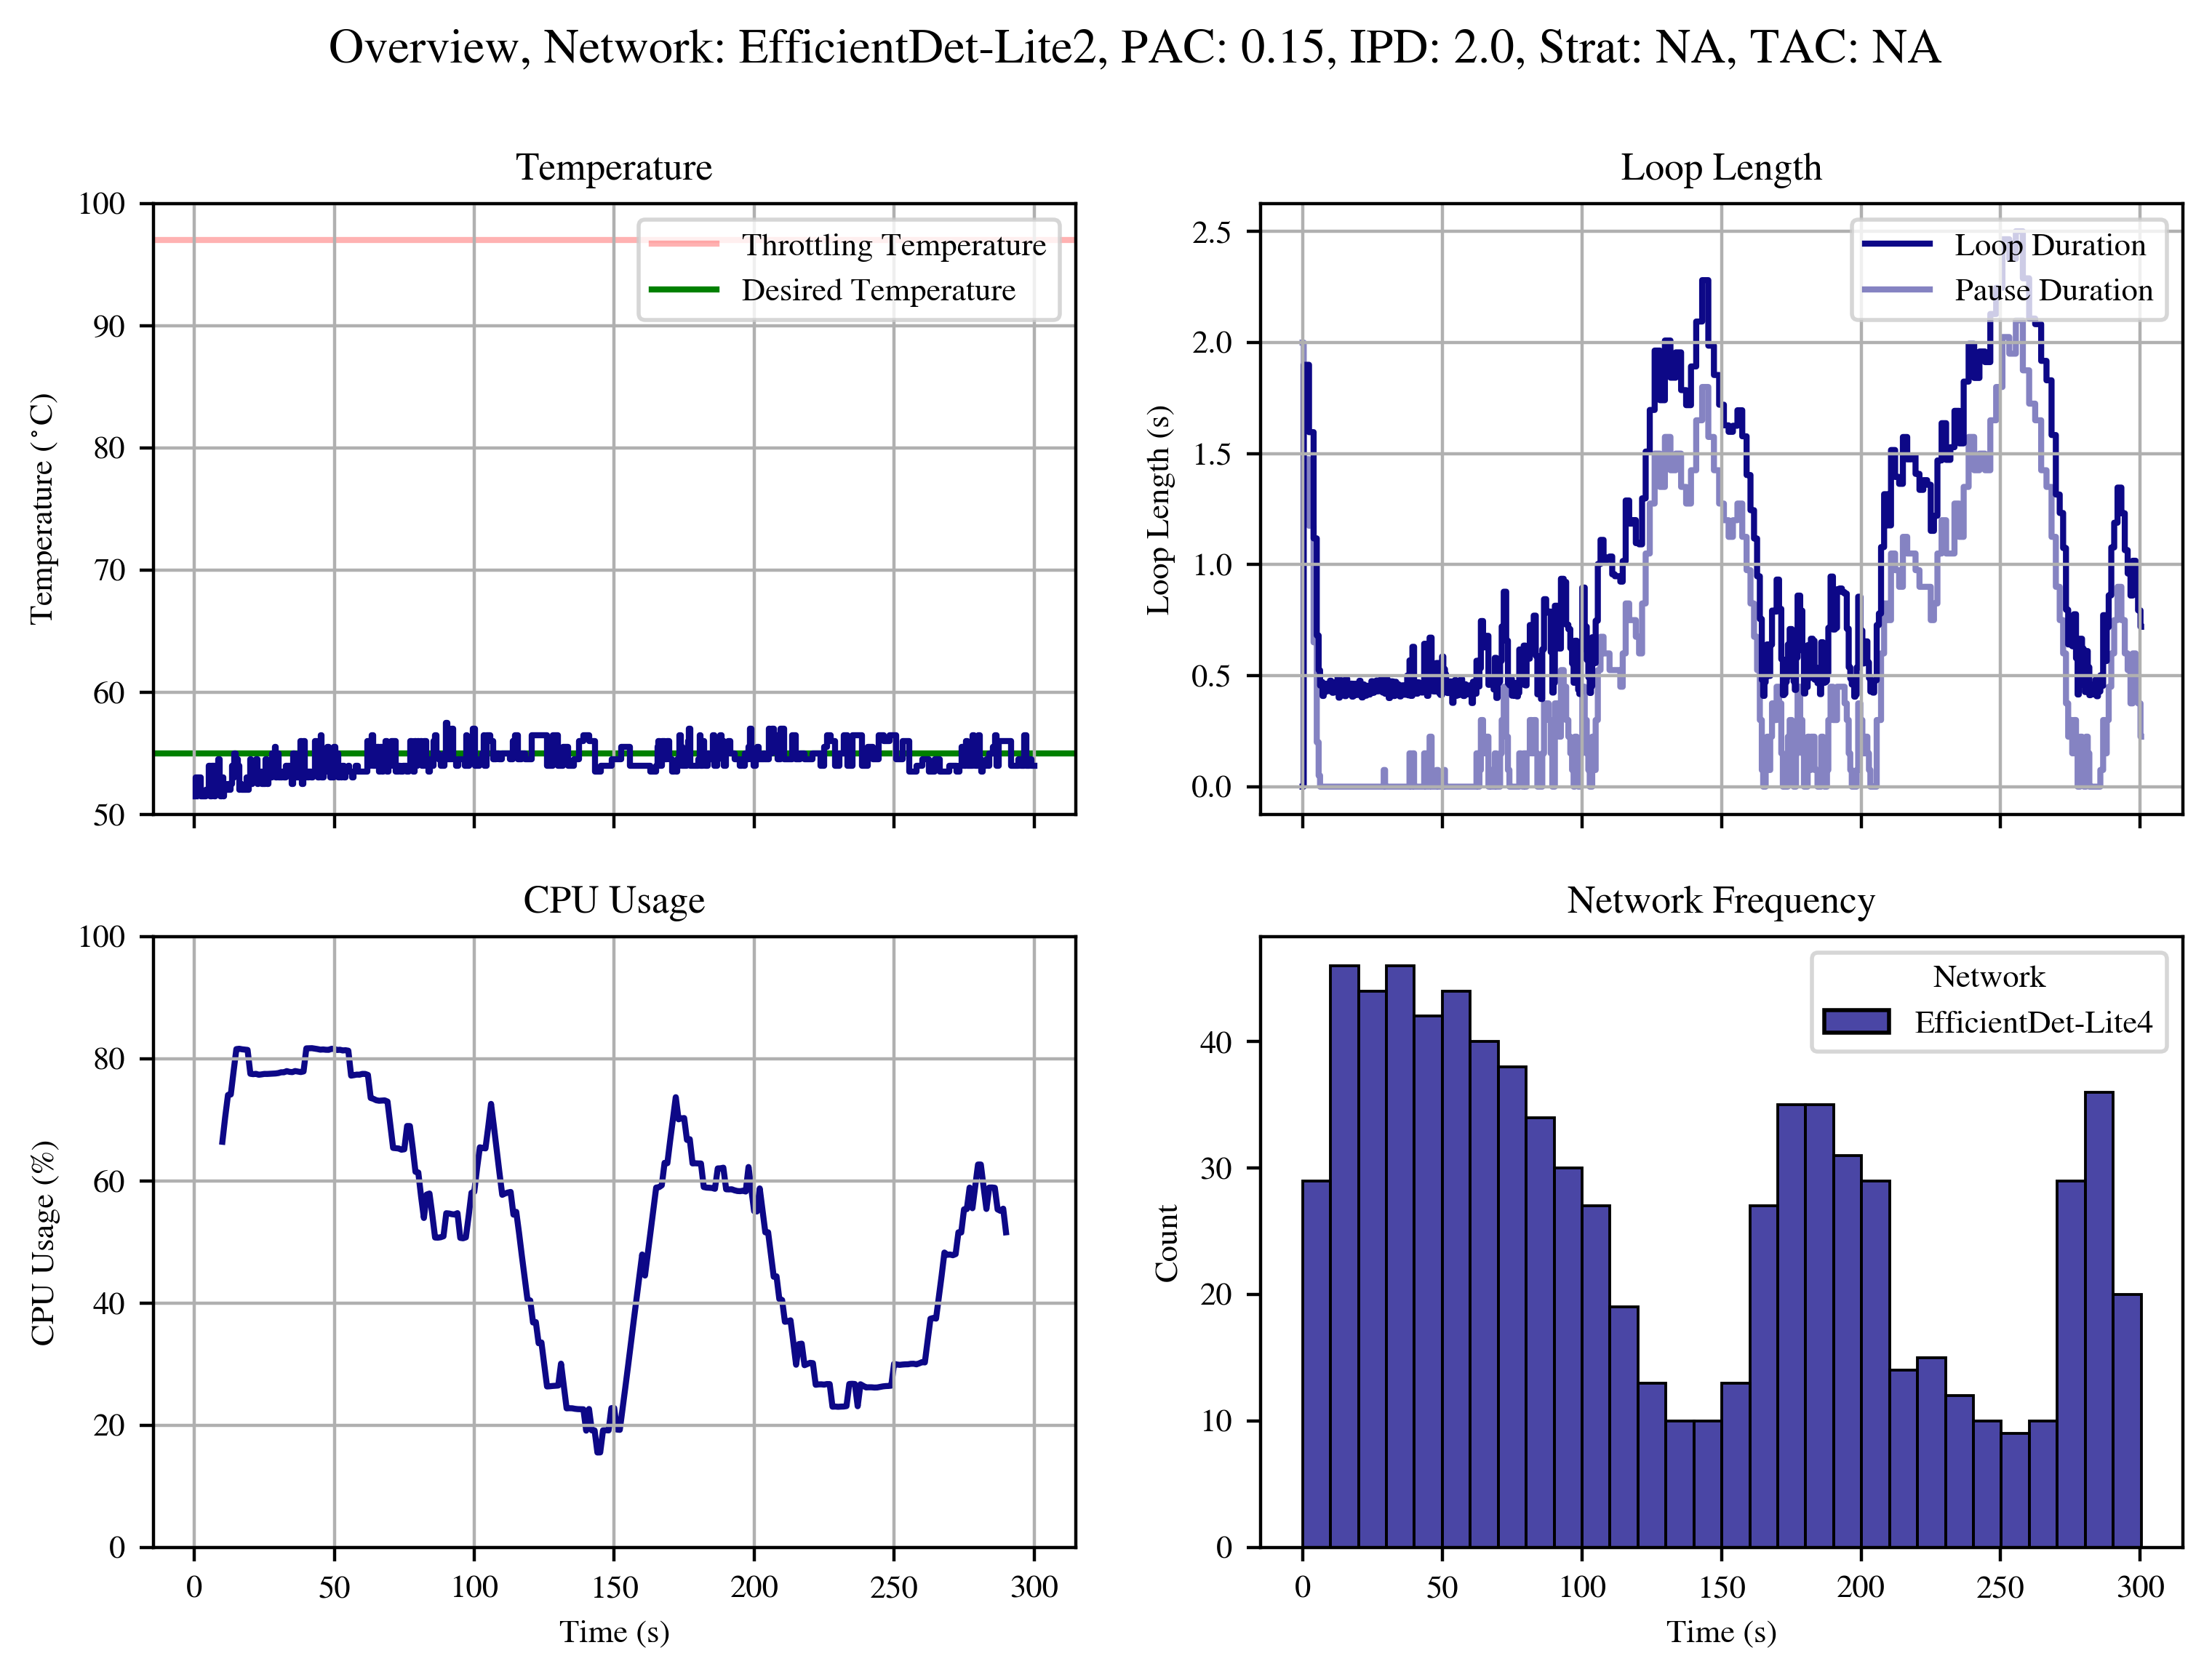 Overview, Network: EfficientDet-Lite2, PAC: 0.15, IPD: 2.0, Strat: NA, TAC: NA
Temperature
100
90
80
70
60
50
Temperature (°C)
Throttling Temperature
Desired Temperature
Loop Length
2.5
2.0
1.5
1.0
0.5
0.0
Loop Length (s)
Loop Duration
Pause Duration
CPU Usage
100
80
60
40
20
0
CPU Usage (%)
0 50 100 150 200 250 300
Time (s)
Network Frequency
40
30
20
10
0
Count
Network
EfficientDet-Lite4
0 50 100 150 200 250 300
Time (s)